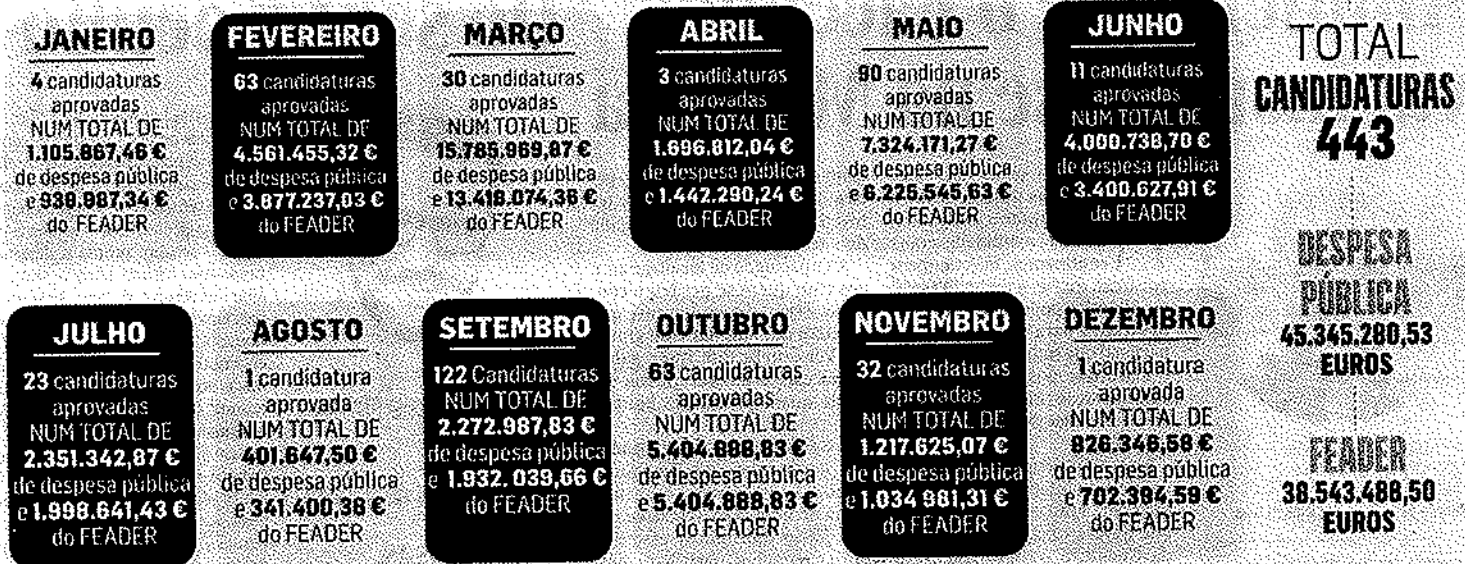 JANEIRO
4 candidaturas
aprovadas
NUM TOTAL DE
1.105.867,46 €
de despesa pública
e 939.987,34 €
do FEADER
FEVEREIRO
63 candidaturas
aprovadas
NUM TOTAL DE
4.561.455,32 €
de despesa pública
e 3.877.237,03 €
do FEADER
MARÇO
30 candidaturas
aprovadas
NUM TOTAL DE
15.785.969,87 €
de despesa pública
e 13.418.074,36 €
do FEADER
ABRIL
3 candidaturas
aprovadas
NUM TOTAL DE
1.696.812,04 €
de despesa pública
e 1.442.290,24 €
do FEADER
MAIO
90 candidaturas
aprovadas
NUM TOTAL DE
7.324.171,27 €
de despesa pública
e 6.225.545,63 €
do FEADER
JUNHO
11 candidaturas
aprovadas
NUM TOTAL DE
4.000.738,70 €
de despesa pública
e 3.400.627,91 €
do FEADER
TOTAL
CANDIDATURAS
443
DESPESA
PÚBLICA
45.345.280,53
EUROS
FEADER
38.543.488,50
EUROS
JULHO
23 candidaturas
aprovadas
NUM TOTAL DE
2.351.342,87 €
de despesa pública
e 1.998.641,43 €
do FEADER
AGOSTO
1 candidatura
aprovada
NUM TOTAL DE
401.647,50 €
de despesa pública
e 341.400,38 €
do FEADER
SETEMBRO
122 Candidaturas
NUM TOTAL DE
2.272.987,83 €
de despesa pública
e 1.932. 039,66 €
do FEADER
OUTUBRO
63 candidaturas
aprovadas
NUM TOTAL DE
5.404.888,83 €
de despesa pública
e 5.404.888,83 €
do FEADER
NOVEMBRO
32 candidaturas
aprovadas
NUM TOTAL DE
1.217.625,07 €
de despesa pública
e 1.034 981,31 €
do FEADER
DEZEMBRO
1 candidatura
aprovada
NUM TOTAL DE
826.346,58 €
de despesa pública
e 702.394,59 €
do FEADER